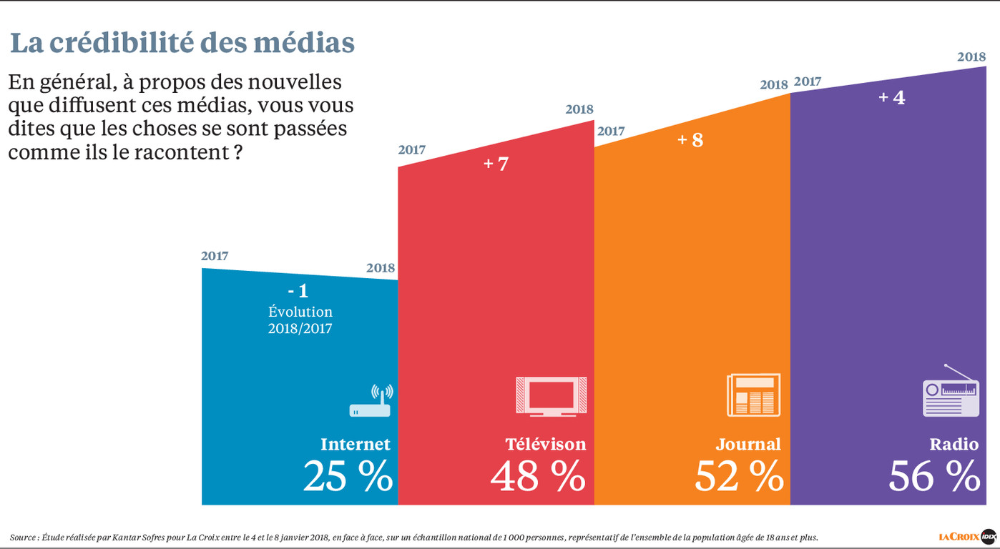 La crédibilité des médias
En général, à propos des nouvelles
que diffusent ces médias, vous vous
dites que les choses se sont passées
comme ils le racontent ?
2017
2018
- 1
Évolution
2018/2017
Internet
25 %
2017
2018
+ 7
Télévison
48 %
2017
2018
+ 8
Journal
52 %
2017
2018
+ 4
Radio
56 %
Source : Étude réalisée par Kantar Sofres pour La Croix entre le 4 et le 8 janvier 2018, en face à face, sur un échantillon national de 1 000 personnes, représentatif de l'ensemble de la population âgée de 18 ans et plus.
LA CROIX IDIX